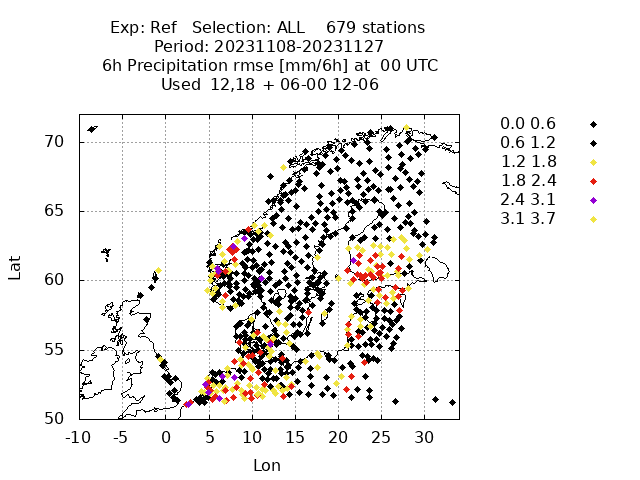 Exp: Ref   Selection: ALL    679 stations
Period: 20231108-20231127
6h Precipitation rmse [mm/6h] at  00 UTC
Used  12,18  + 06-00 12-06
0.0 0.6
0.6 1.2
1.2 1.8
1.8 2.4
2.4 3.1
3.1 3.7
70
65
60
55
50
Lat
-10 -5 0 5 10 15 20 25 30
Lon